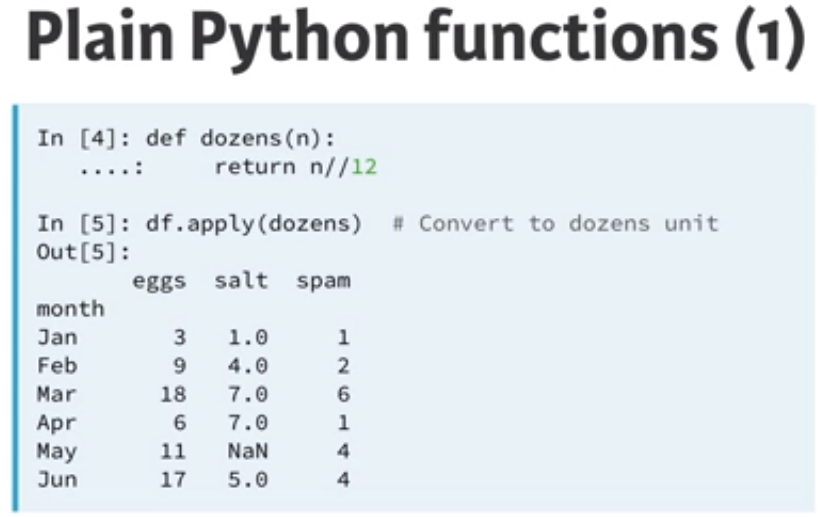 Plain Python functions (1)
In [4]: def dozens(n):
   ....:     return n//12
In [5]: df.apply(dozens)  # Convert to dozens unit
Out[5]:
       eggs  salt  spam
month
Jan       3   1.0     1
Feb       9   4.0     2
Mar      18   7.0     6
Apr       6   7.0     1
May      11   NaN     4
Jun      17   5.0     4